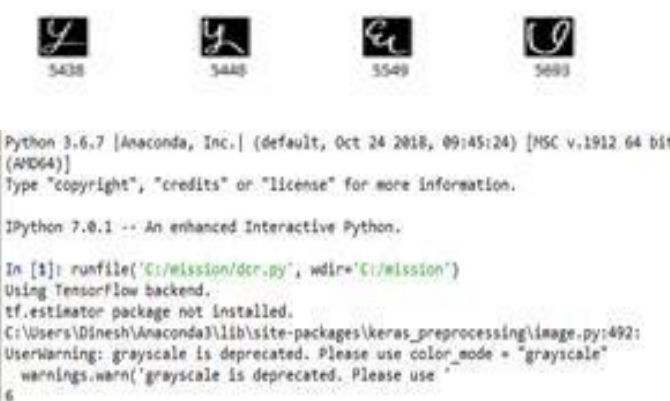 5438 5448 5549 5693
Python 3.6.7 |Anaconda, Inc.| (default, Oct 24 2018, 09:45:24) [MSC v.1912 64 bit
(AMD64)]
Type "copyright", "credits" or "license" for more information.
IPython 7.0.1 -- An enhanced Interactive Python.
In [1]: runfile('C:/mission/dcr.py', wdir='C:/mission')
Using TensorFlow backend.
tf.estimator package not installed.
C:\Users\Dinesh\Anaconda3\lib\site-packages\keras_preprocessing\image.py:492:
UserWarning: grayscale is deprecated. Please use color_mode = "grayscale"
warnings.warn('grayscale is deprecated. Please use '
6